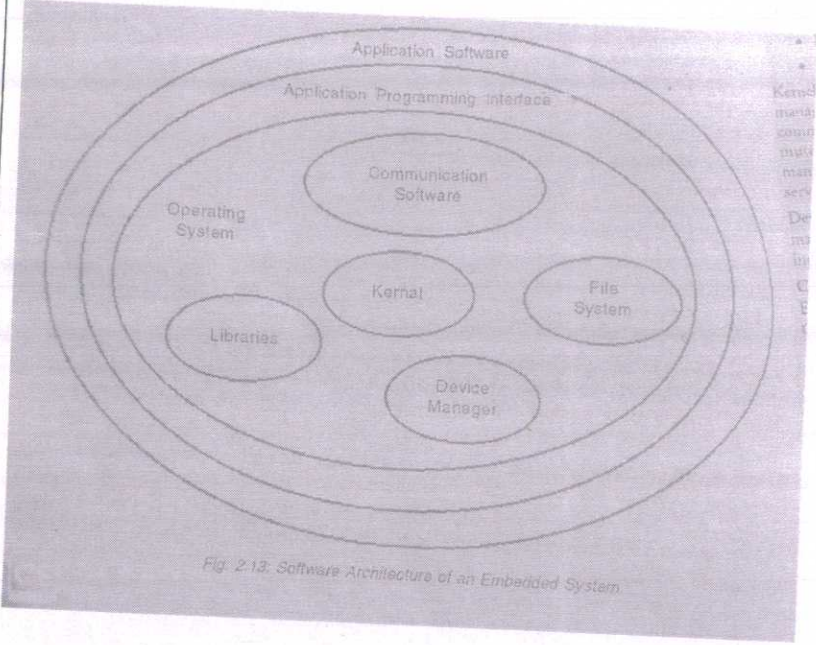 Application Software
Application Programming Interface
Communication
Software
Operating
System
Kernal
File
System
Libraries
Device
Manager
Fig. 2.13: Software Architecture of an Embedded System